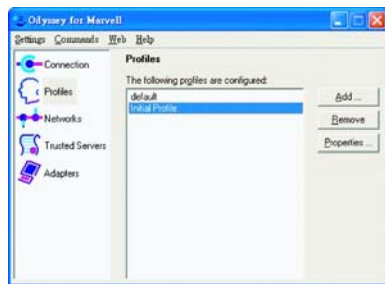 Odyssey for Marvell
Settings Commands Web Help
Connection
Profiles
Networks
Trusted Servers
Adapters
Profiles
The following profiles are configured:
default
Initial Profile
Add ...
Remove
Properties ...